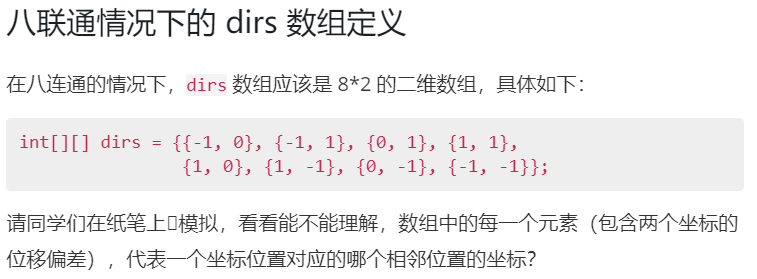 八联通情况下的 dirs 数组定义
在八连通的情况下，dirs 数组应该是 8*2 的二维数组，具体如下：
int[][] dirs = {{-1, 0}, {-1, 1}, {0, 1}, {1, 1},
{1, 0}, {1, -1}, {0, -1}, {-1, -1}};
请同学们在纸笔上▯模拟，看看能不能理解，数组中的每一个元素（包含两个坐标的
位移偏差），代表一个坐标位置对应的哪个相邻位置的坐标？